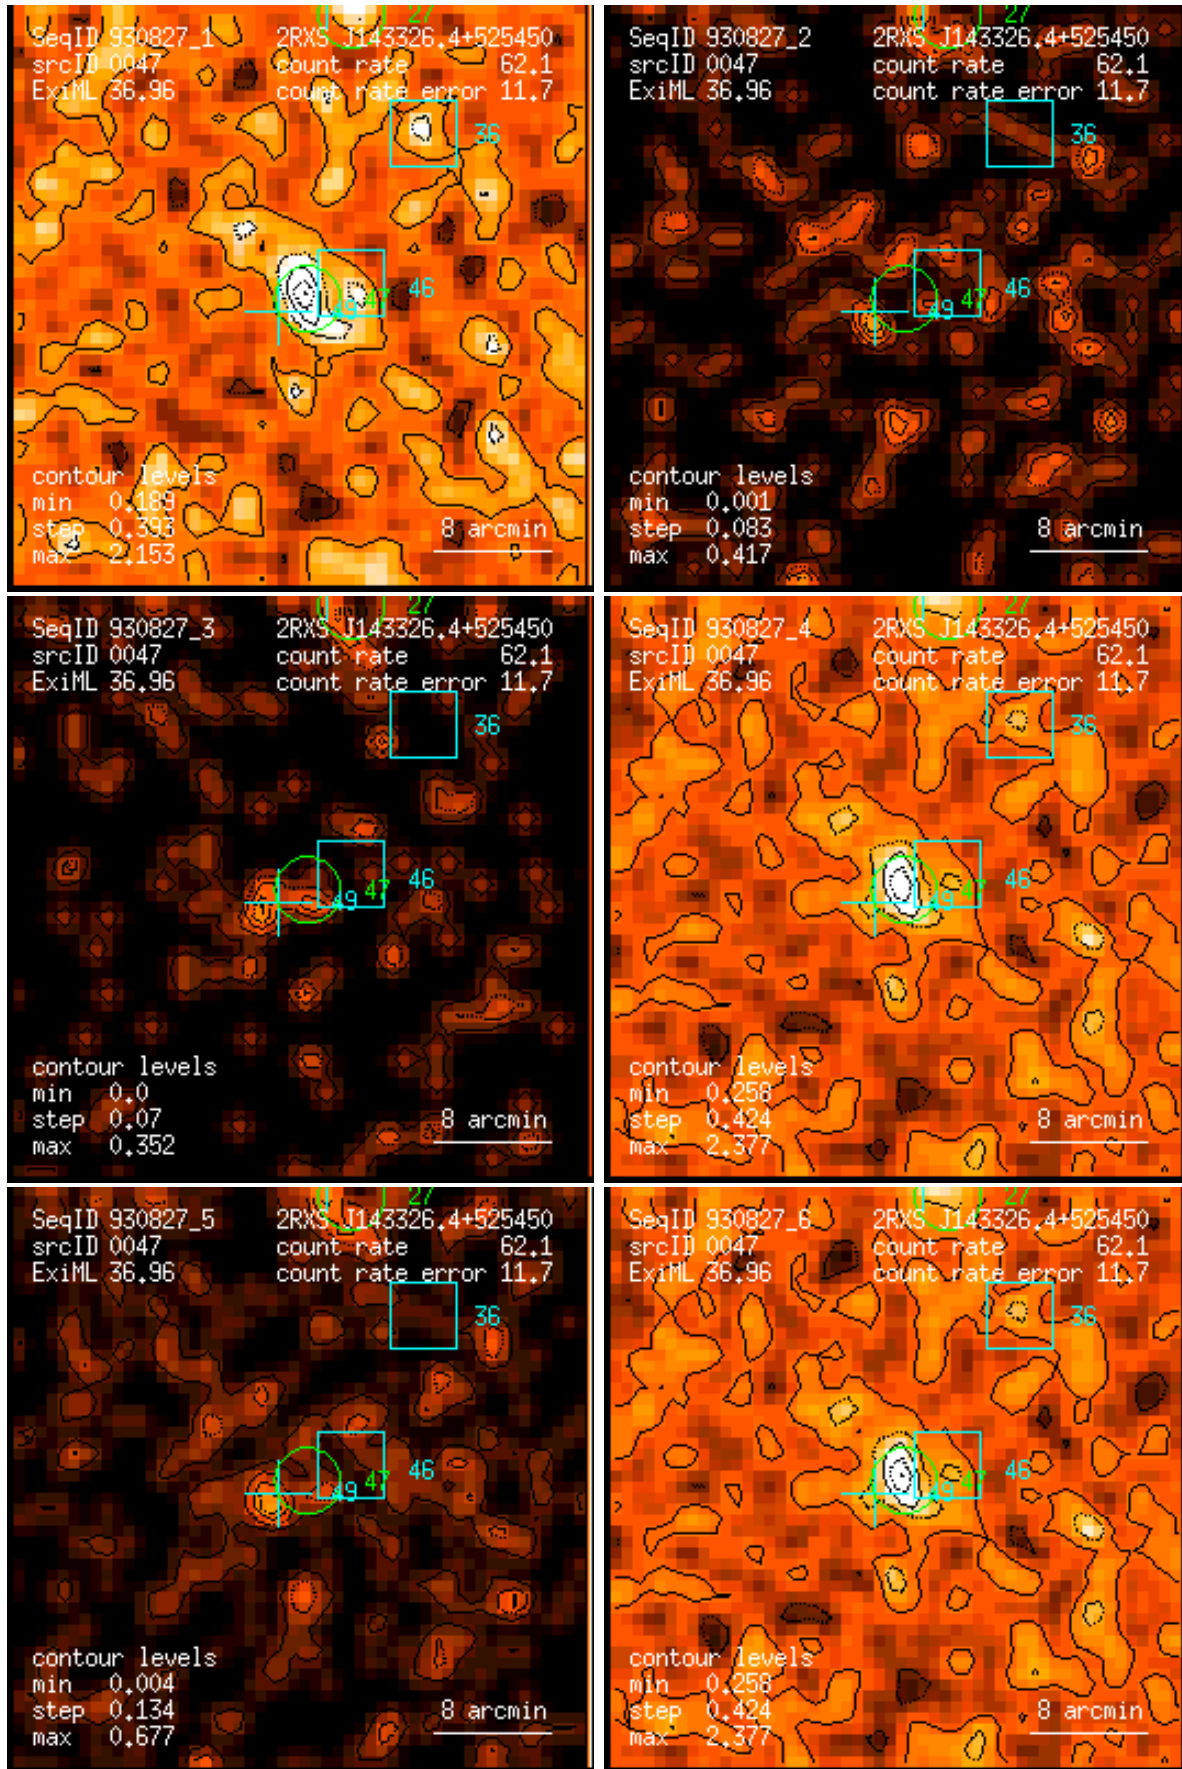 27
SeqID 930827_1 2RXS J143326.4+525450
srcID 0047 count rate 62.1
ExiML 36.96 count rate error 11.7
36
46
47
49
contour levels
min 0.189
step 0.393 8 arcmin
max 2.153
27
SeqID 930827_2 2RXS J143326.4+525450
srcID 0047 count rate 62.1
ExiML 36.96 count rate error 11.7
36
46
47
49
contour levels
min 0.001
step 0.083 8 arcmin
max 0.417
27
SeqID 930827_3 2RXS J143326.4+525450
srcID 0047 count rate 62.1
ExiML 36.96 count rate error 11.7
36
46
47
49
contour levels
min 0.0
step 0.07 8 arcmin
max 0.352
27
SeqID 930827_4 2RXS J143326.4+525450
srcID 0047 count rate 62.1
ExiML 36.96 count rate error 11.7
36
46
47
49
contour levels
min 0.258
step 0.424 8 arcmin
max 2.377
27
SeqID 930827_5 2RXS J143326.4+525450
srcID 0047 count rate 62.1
ExiML 36.96 count rate error 11.7
36
46
47
49
contour levels
min 0.004
step 0.134 8 arcmin
max 0.677
27
SeqID 930827_6 2RXS J143326.4+525450
srcID 0047 count rate 62.1
ExiML 36.96 count rate error 11.7
36
46
47
49
contour levels
min 0.258
step 0.424 8 arcmin
max 2.377